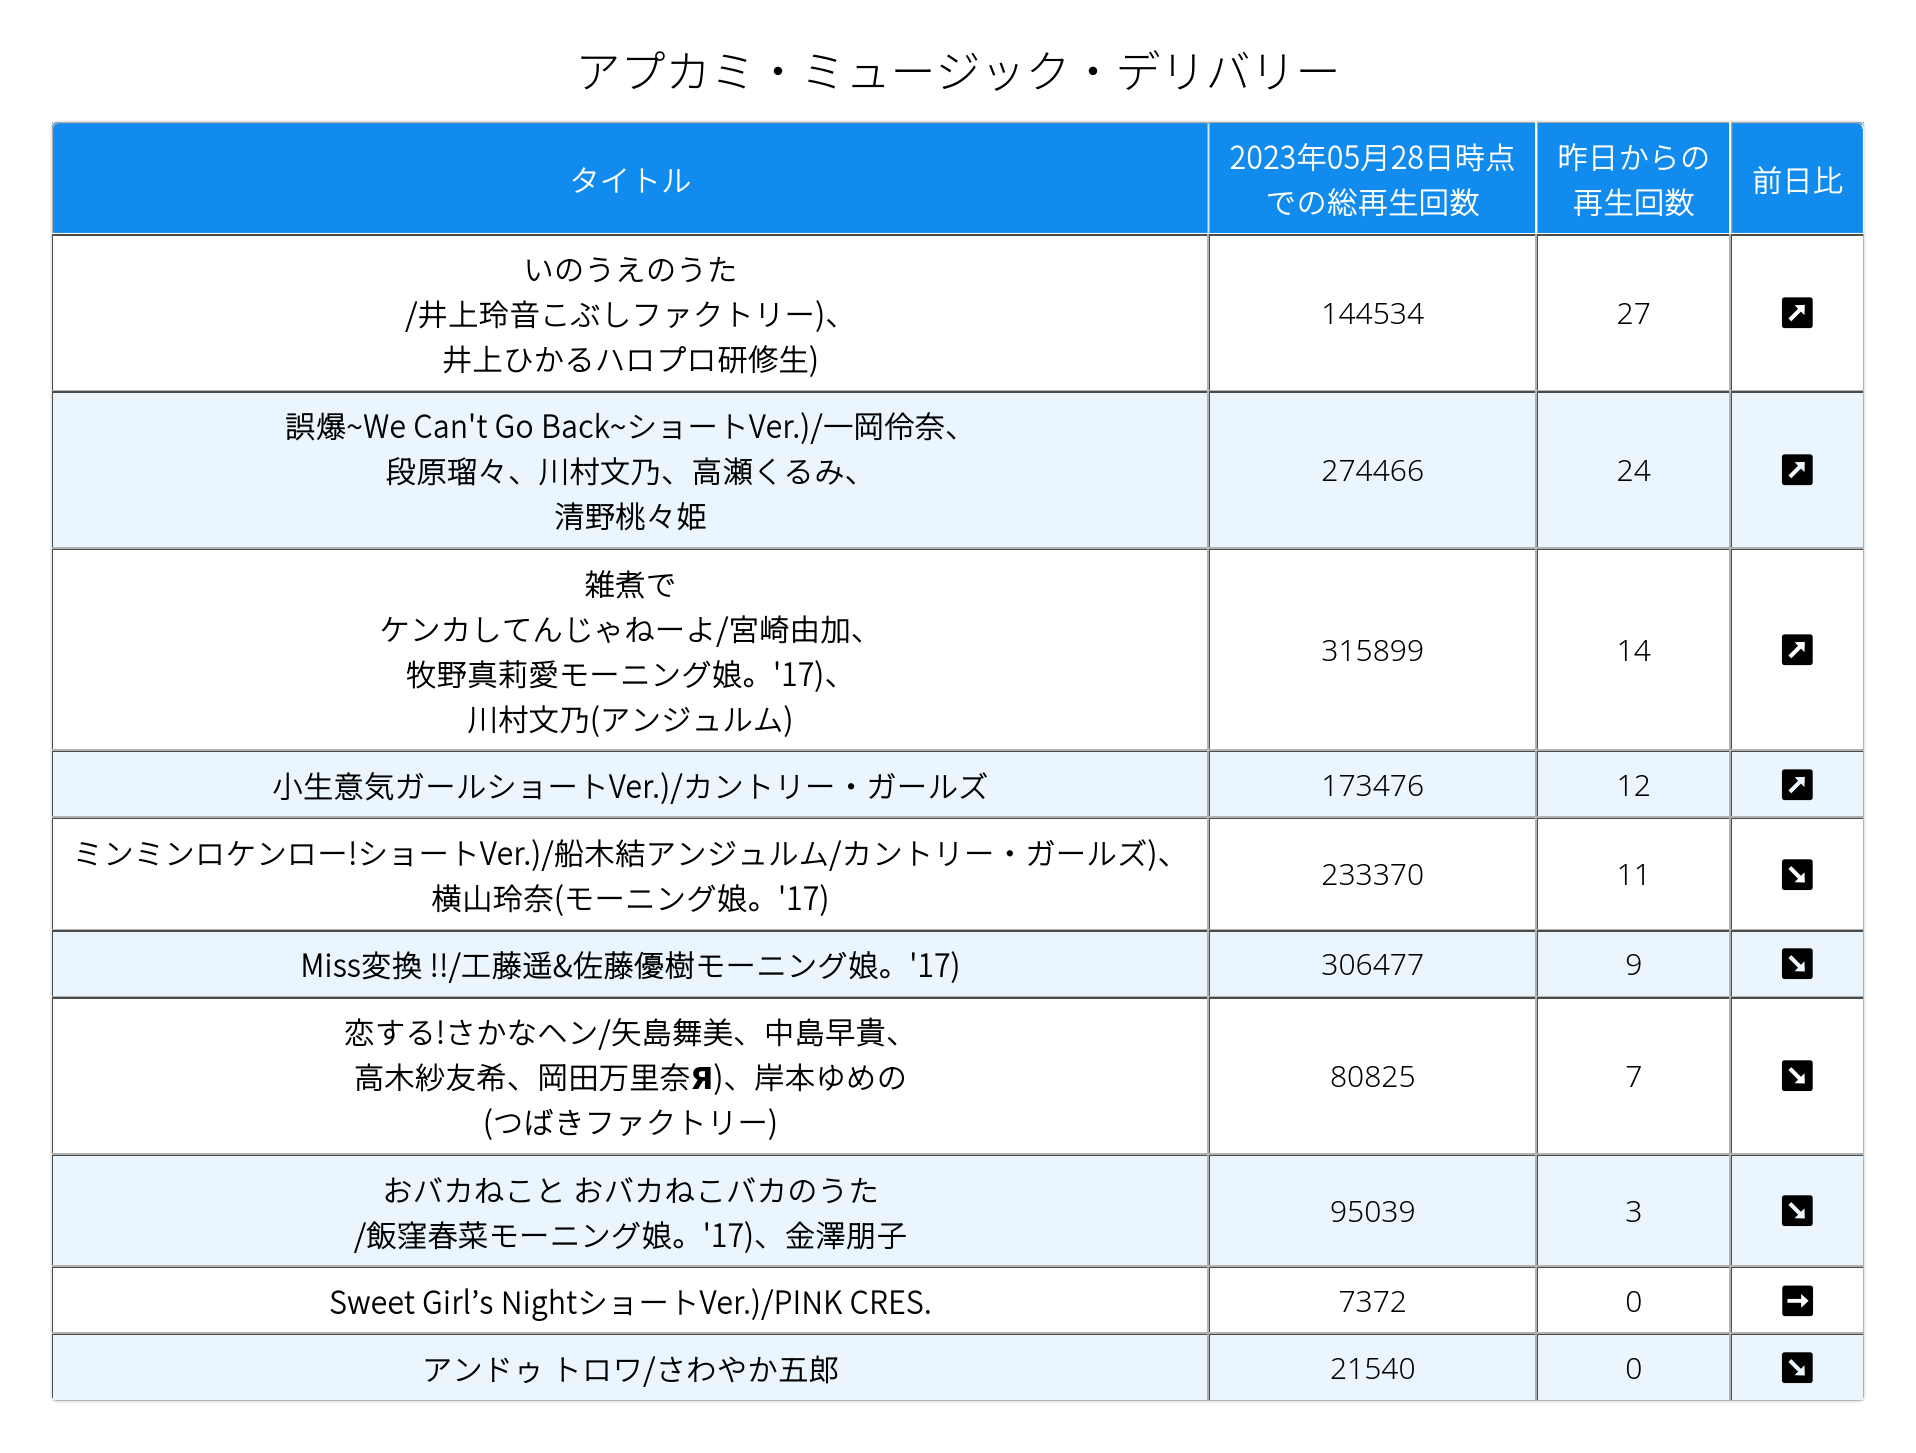 アプカミ・ミュージック・デリバリー
タイトル
2023年05月28日時点
での総再生回数
昨日からの
再生回数
前日比
いのうえのうた
/井上玲音こぶしファクトリー)、
井上ひかるハロプロ研修生)
144534
27
誤爆~We Can't Go Back~ショートVer.)/一岡伶奈、
段原瑠々、川村文乃、高瀬くるみ、
清野桃々姫
274466
24
雑煮で
ケンカしてんじゃねーよ/宮崎由加、
牧野真莉愛モーニング娘。'17)、
川村文乃(アンジュルム)
315899
14
小生意気ガールショートVer.)/カントリー・ガールズ
173476
12
ミンミンロケンロー!ショートVer.)/船木結アンジュルム/カントリー・ガールズ)、
横山玲奈(モーニング娘。'17)
233370
11
Miss変換 !!/工藤遥&佐藤優樹モーニング娘。'17)
306477
9
恋する!さかなヘン/矢島舞美、中島早貴、
高木紗友希、岡田万里奈Я)、岸本ゆめの
(つばきファクトリー)
80825
7
おバカねこと おバカねこバカのうた
/飯窪春菜モーニング娘。'17)、金澤朋子
95039
3
Sweet Girl’s NightショートVer.)/PINK CRES.
7372
0
アンドゥ トロワ/さわやか五郎
21540
0